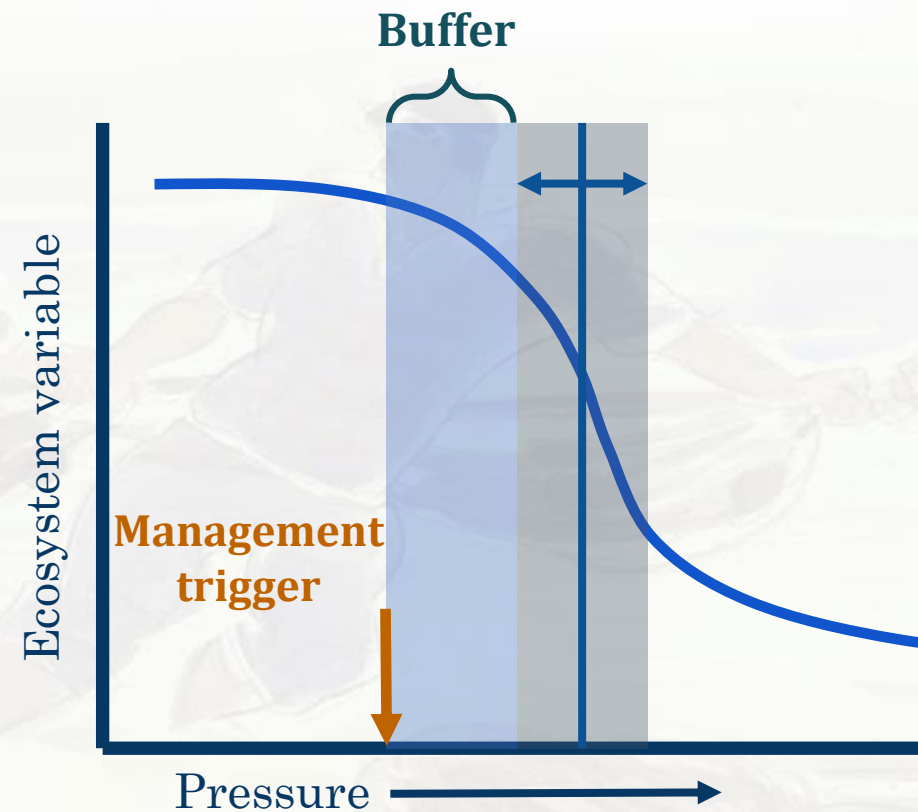 Buffer
Ecosystem variable
Management
trigger
Pressure